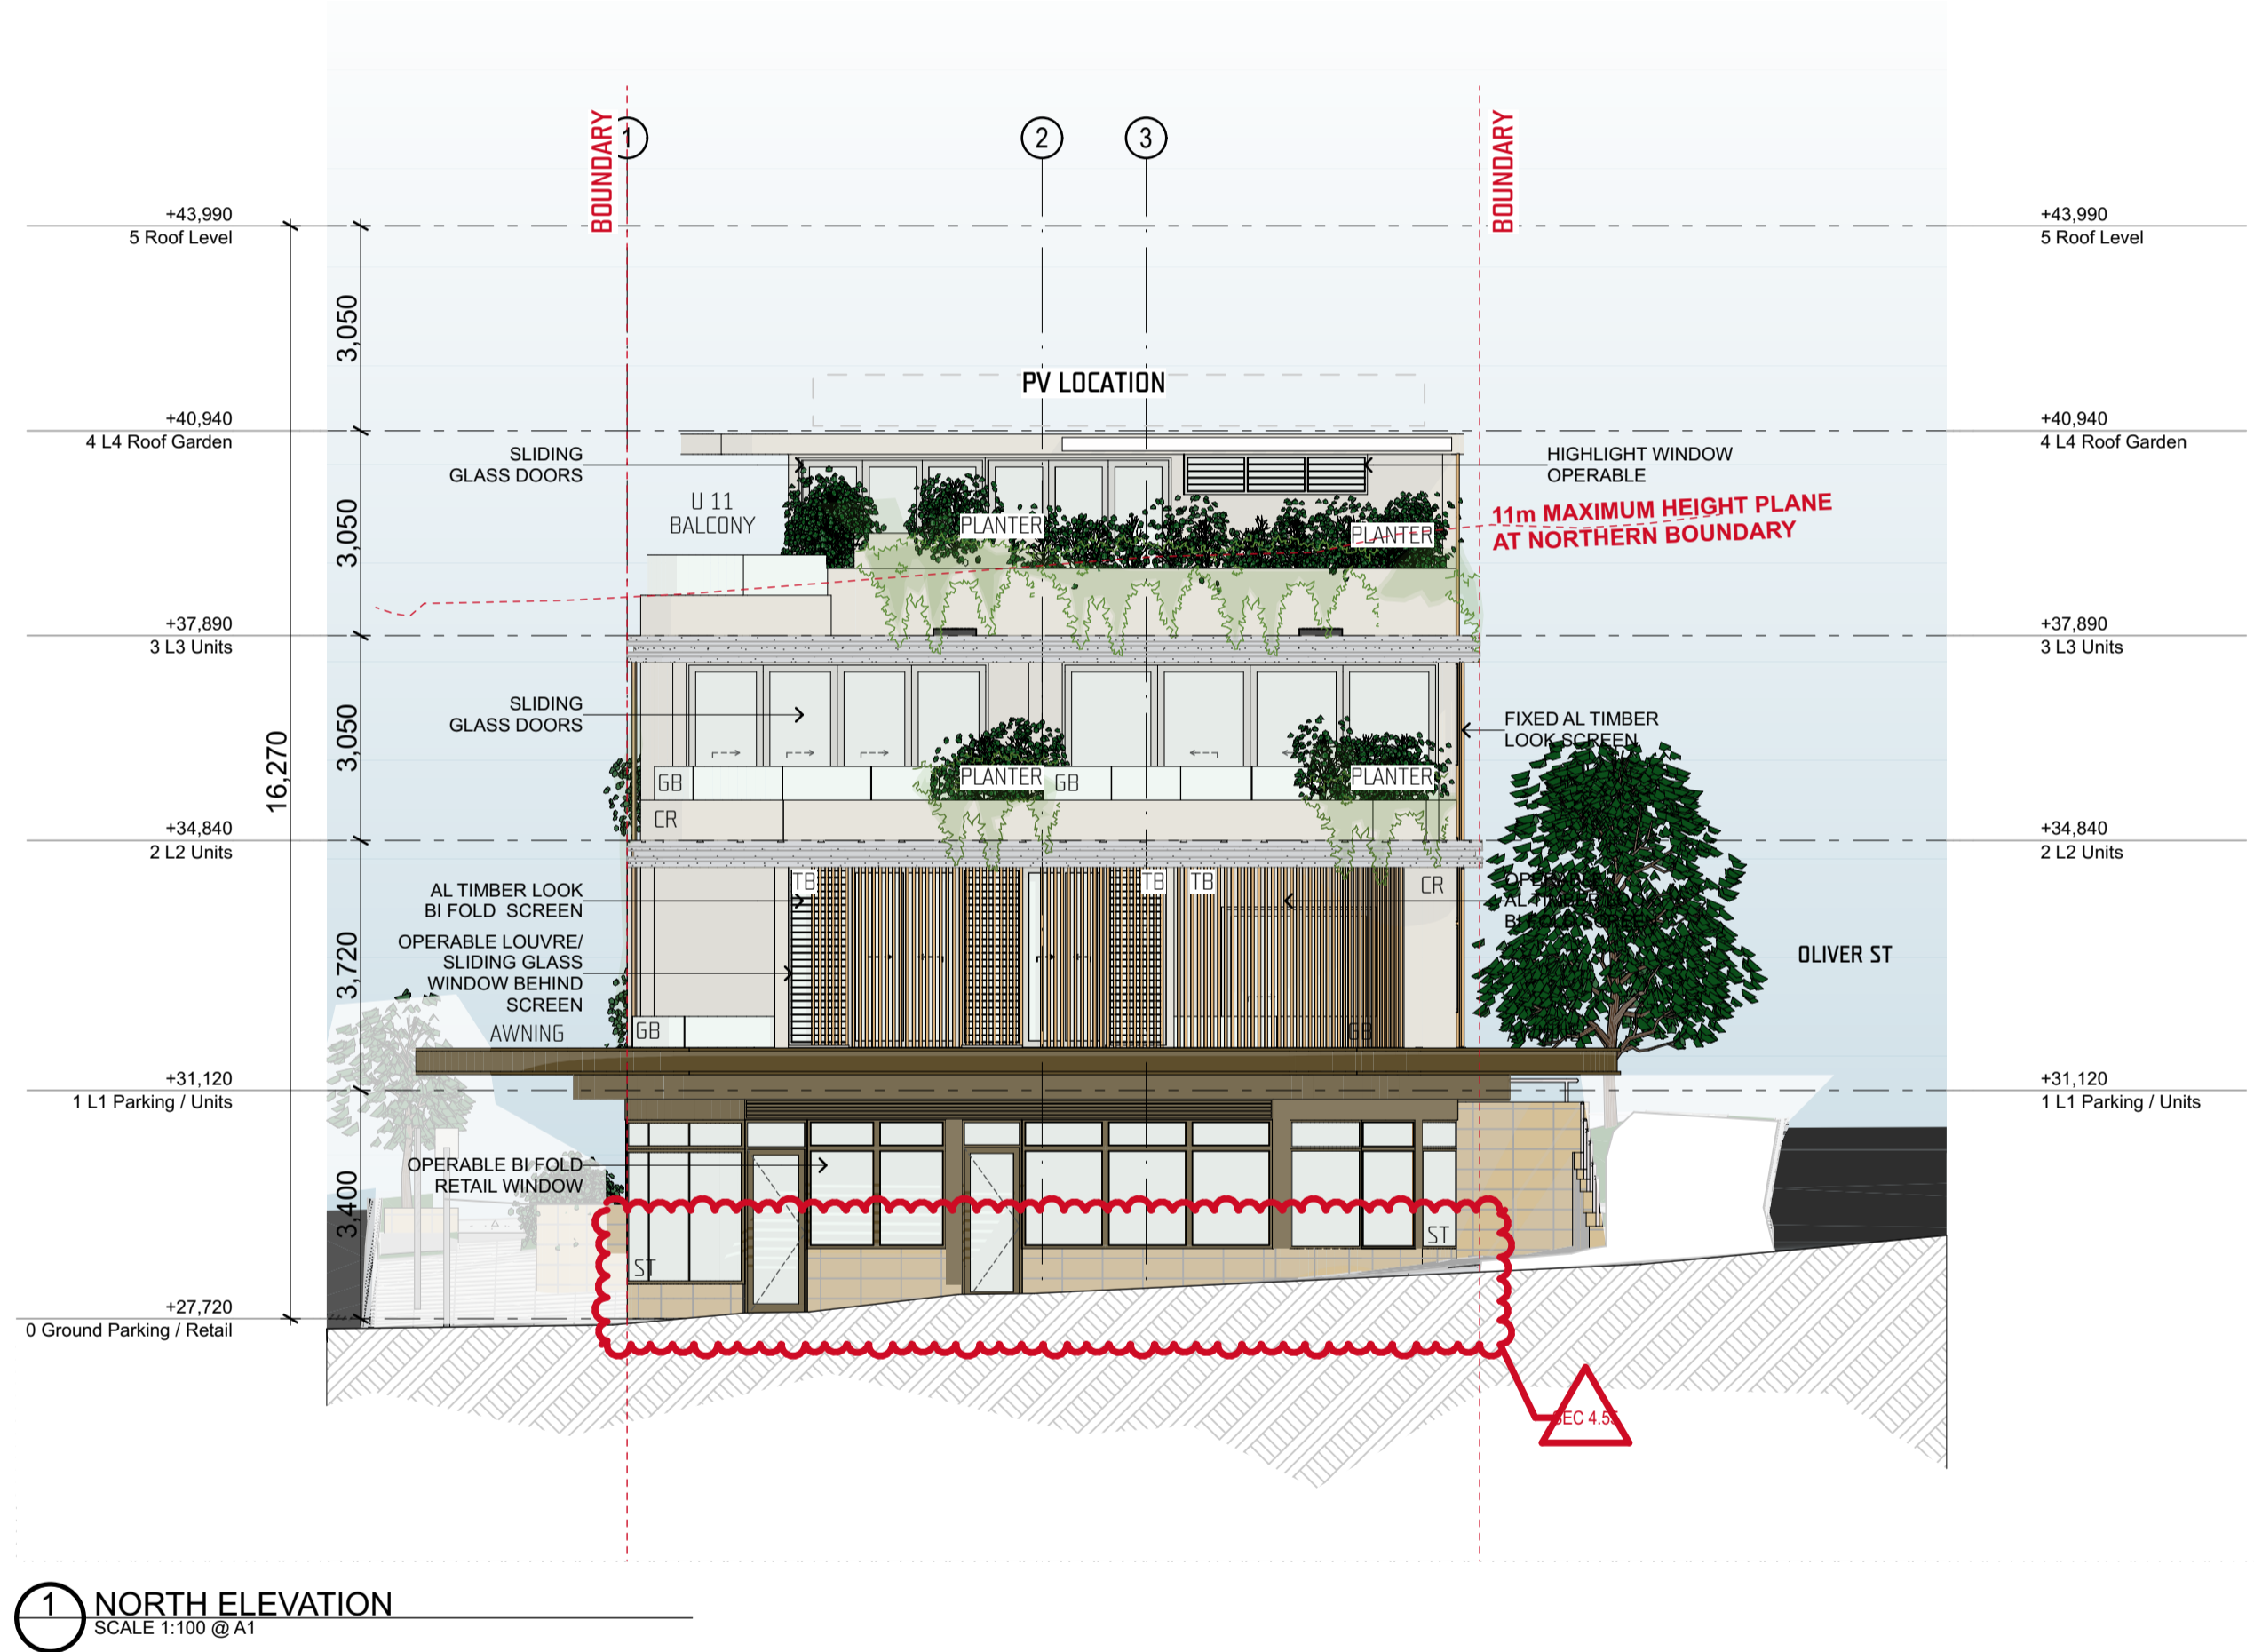 BOUNDARY
1
2
3
BOUNDARY
+43,990
5 Roof Level
+43,990
5 Roof Level
3,050
PV LOCATION
+40,940
4 L4 Roof Garden
+40,940
4 L4 Roof Garden
SLIDING
GLASS DOORS
HIGHLIGHT WINDOW
OPERABLE
U 11
BALCONY
PLANTER
PLANTER
11m MAXIMUM HEIGHT PLANE
AT NORTHERN BOUNDARY
3,050
+37,890
3 L3 Units
+37,890
3 L3 Units
SLIDING
GLASS DOORS
FIXED AL TIMBER
LOOK SCREEN
3,050
16,270
GB
PLANTER
GB
PLANTER
CR
+34,840
2 L2 Units
+34,840
2 L2 Units
TB
TB
TB
CR
AL TIMBER LOOK
BI FOLD SCREEN
OPERABLE LOUVRE/
SLIDING GLASS
WINDOW BEHIND
SCREEN
3,720
OLIVER ST
AWNING
GB
GB
+31,120
1 L1 Parking / Units
+31,120
1 L1 Parking / Units
OPERABLE BI FOLD
RETAIL WINDOW
3,400
ST
ST
+27,720
0 Ground Parking / Retail
SEC 4.55
1
NORTH ELEVATION
SCALE 1:100 @ A1